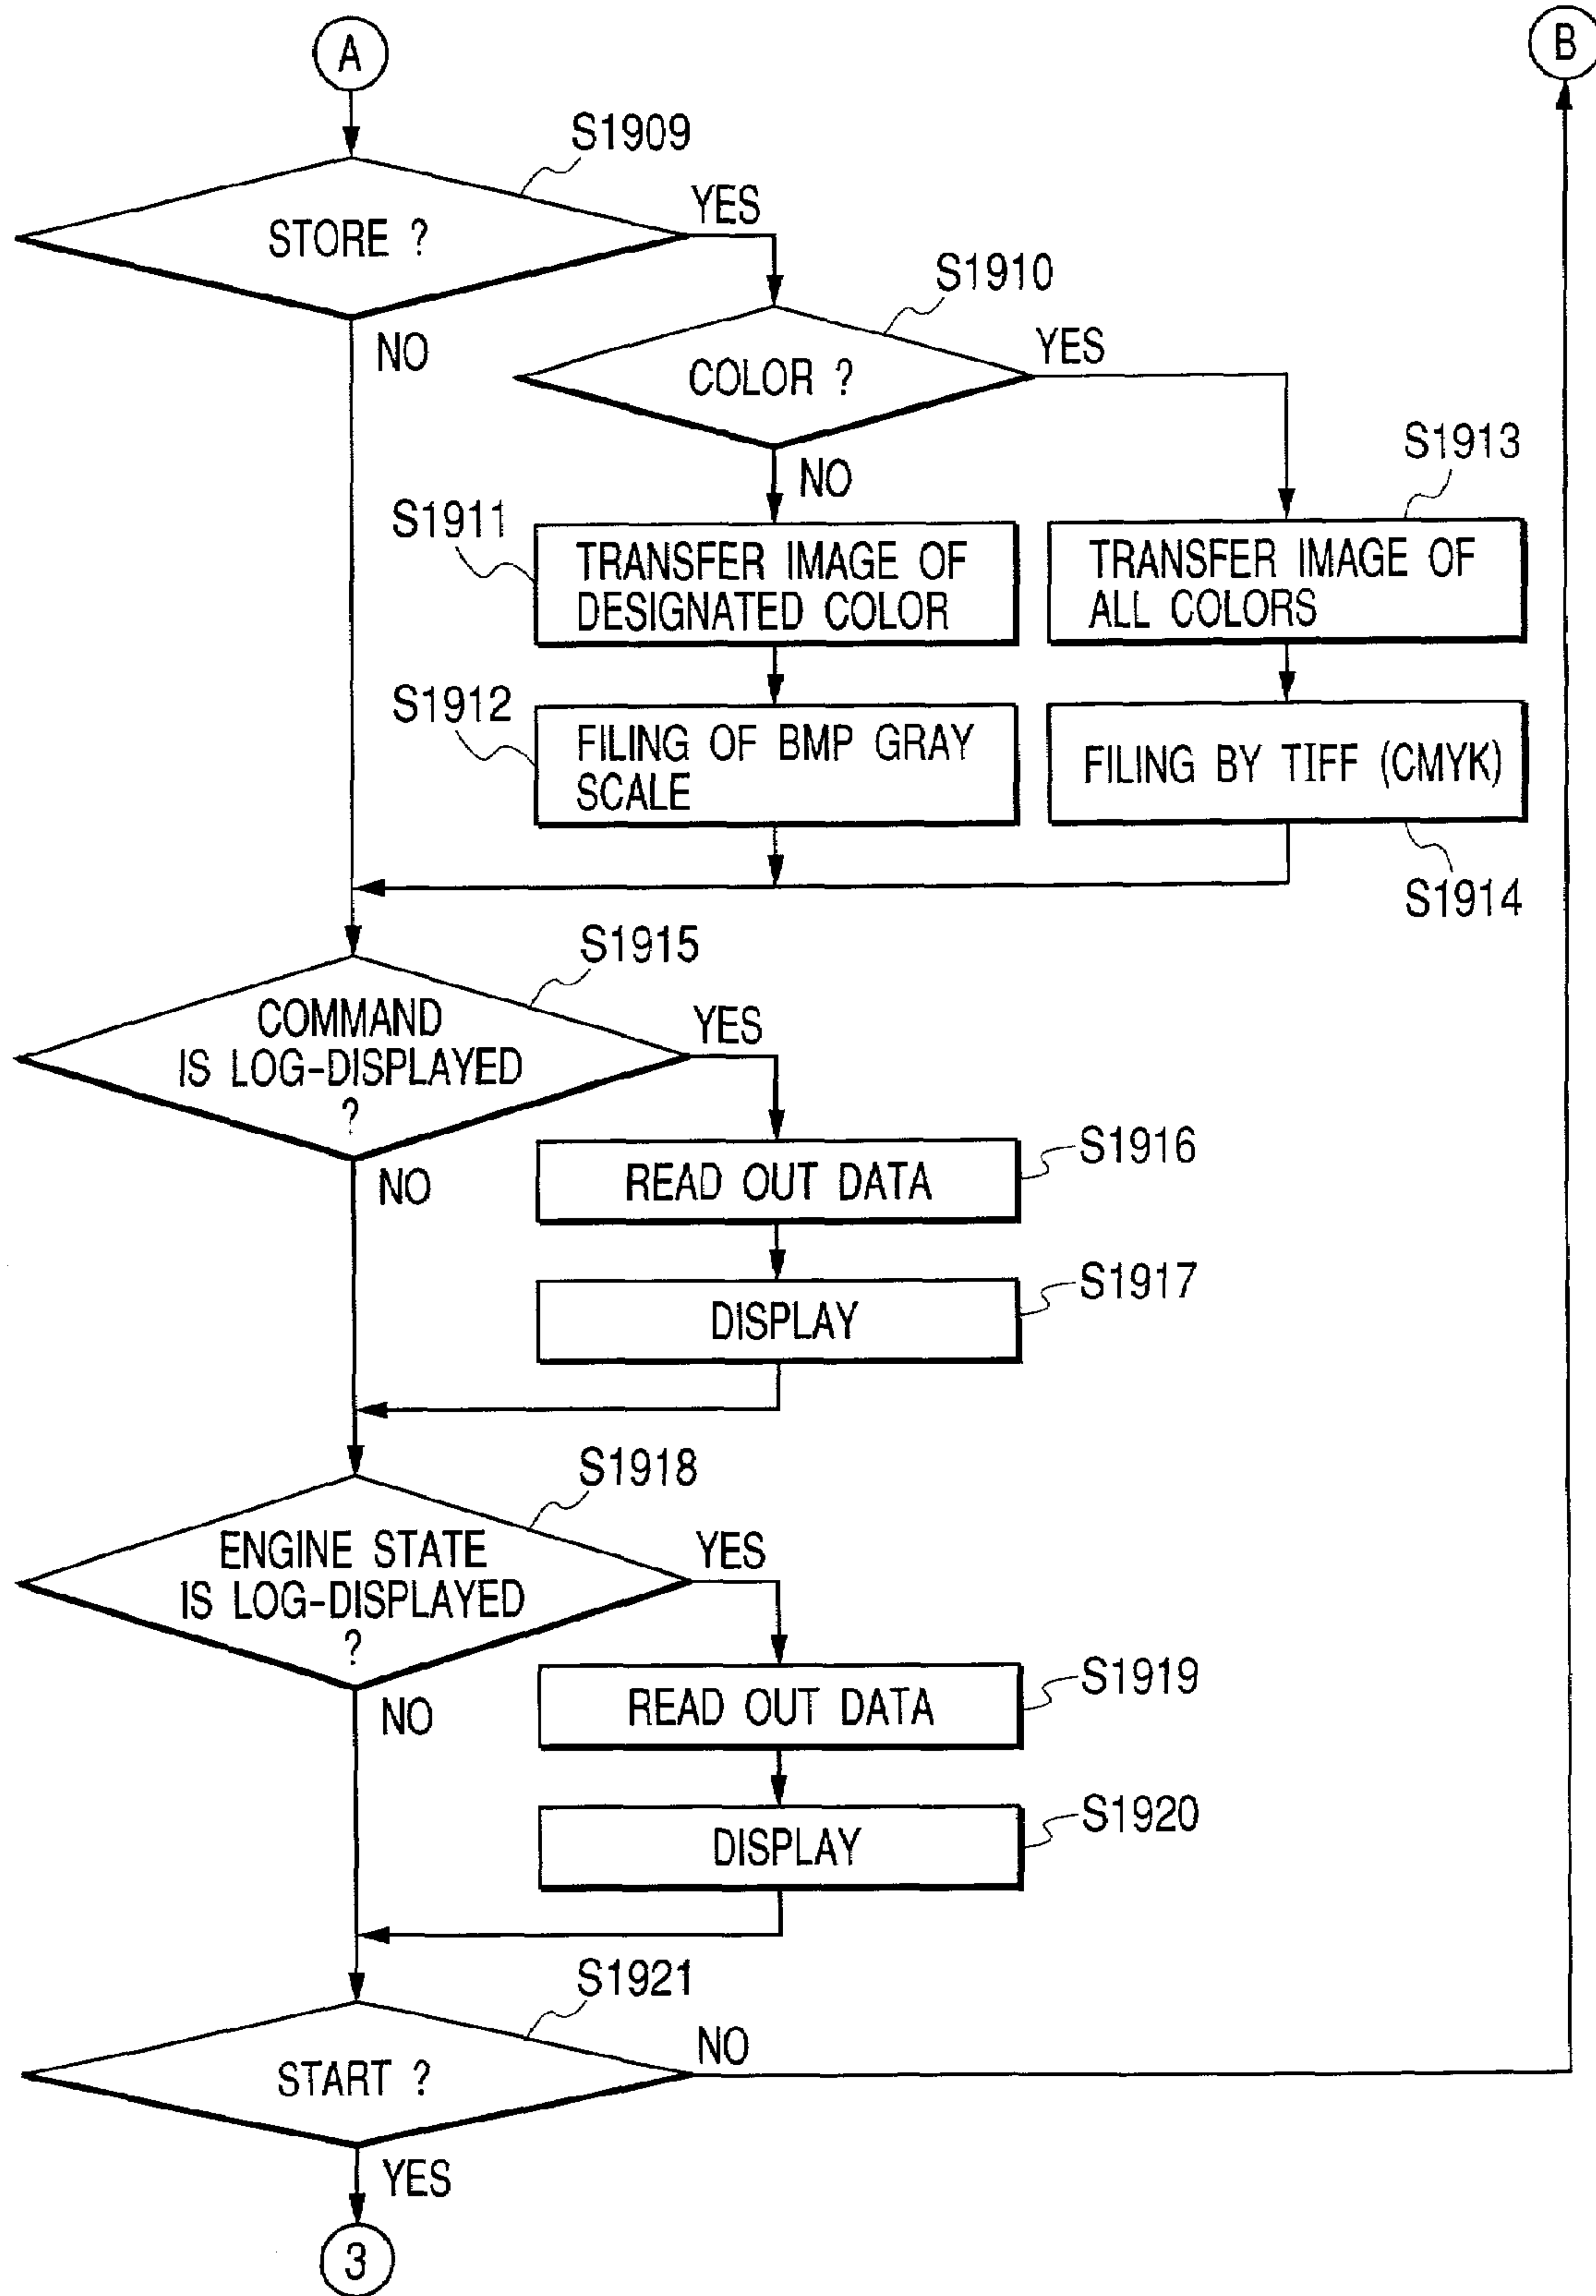 A
B
S1909
STORE ?
YES
NO
S1910
COLOR ?
YES
NO
S1913
S1911
TRANSFER IMAGE OF
DESIGNATED COLOR
TRANSFER IMAGE OF
ALL COLORS
S1912
FILING OF BMP GRAY
SCALE
FILING BY TIFF (CMYK)
S1914
S1915
COMMAND
IS LOG-DISPLAYED
?
YES
NO
S1916
READ OUT DATA
S1917
DISPLAY
S1918
ENGINE STATE
IS LOG-DISPLAYED
?
YES
NO
S1919
READ OUT DATA
S1920
DISPLAY
S1921
START ?
NO
YES
3